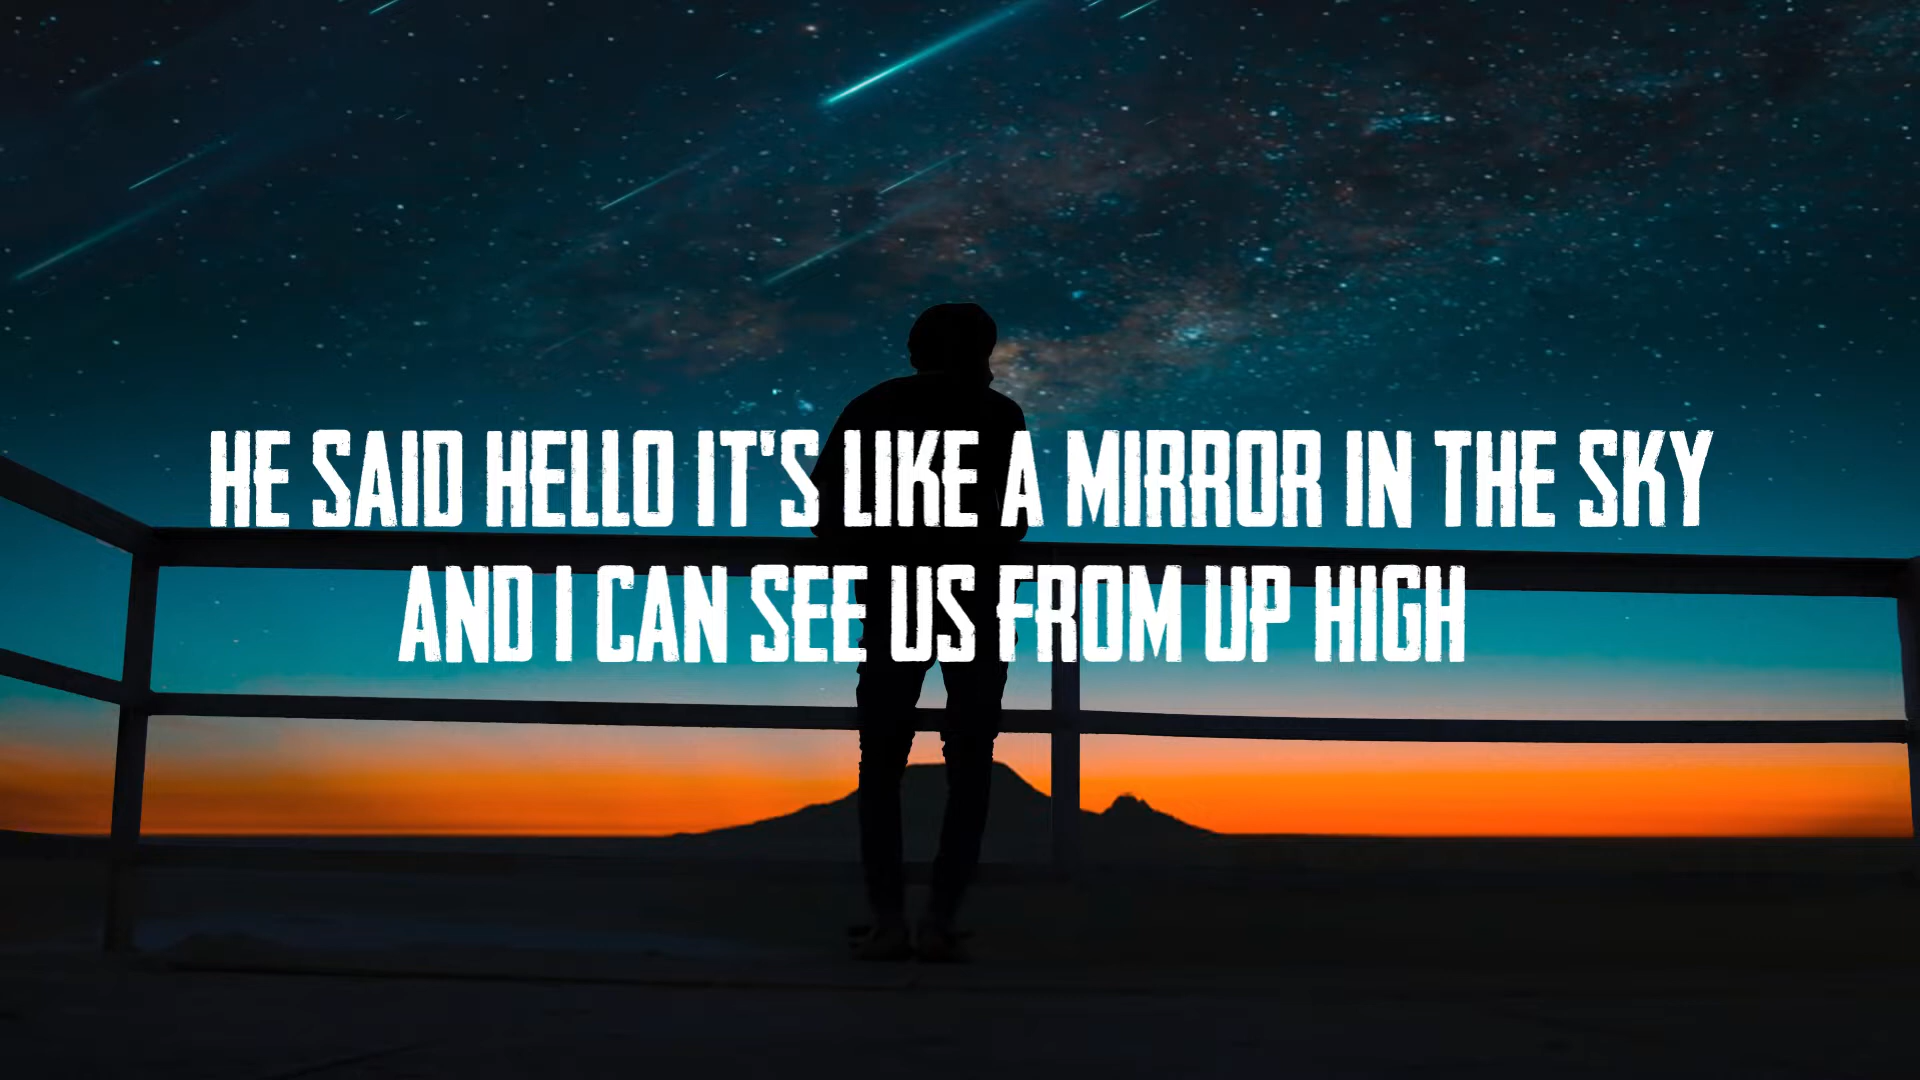 HE SAID HELLO IT'S LIKE A MIRROR IN THE SKY
AND I CAN SEE US FROM UP HIGH